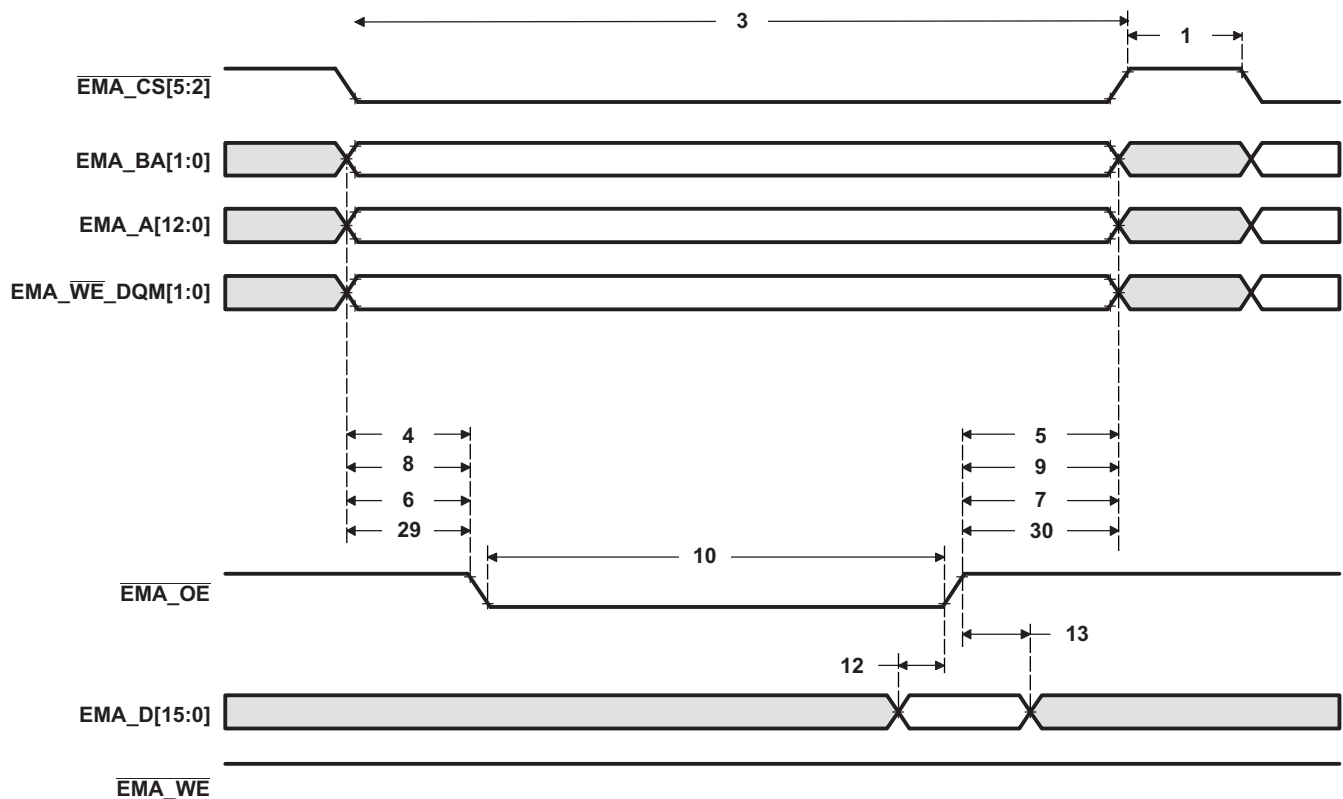 3
1
EMA_CS[5:2]
EMA_BA[1:0]
EMA_A[12:0]
EMA_WE_DQM[1:0]
4 5
8 9
6 7
29 30
10
EMA_OE
13
12
EMA_D[15:0]
EMA_WE